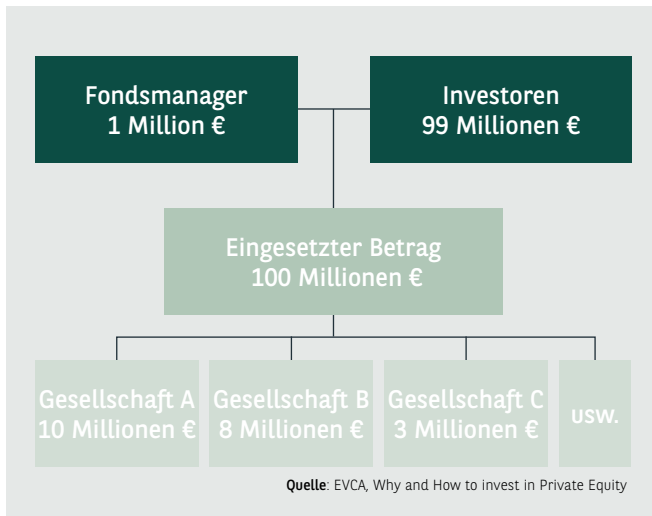 Fondsmanager
1 Million €
Investoren
99 Millionen €
Eingesetzter Betrag
100 Millionen €
Gesellschaft A
10 Millionen €
Gesellschaft B
8 Millionen €
Gesellschaft C
3 Millionen €
usw.
Quelle: EVCA, Why and How to invest in Private Equity